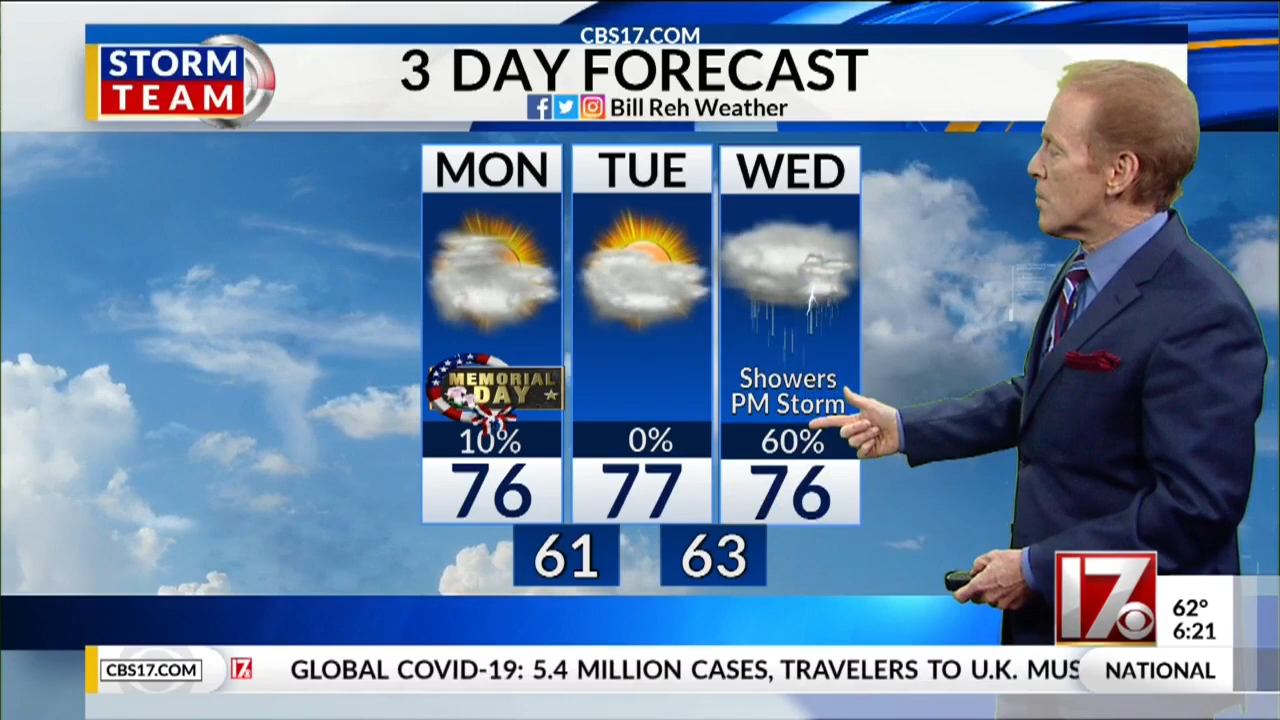 CBS17.COM
STORM
TEAM
3 DAY FORECAST
Bill Reh Weather
MON
TUE
WED
MEMORIAL
DAY
Showers
PM Storm
10%
0%
60%
76
77
76
61
63
17
62°
6:21
CBS17.COM
17
GLOBAL COVID-19: 5.4 MILLION CASES, TRAVELERS TO U.K. MUS
NATIONAL